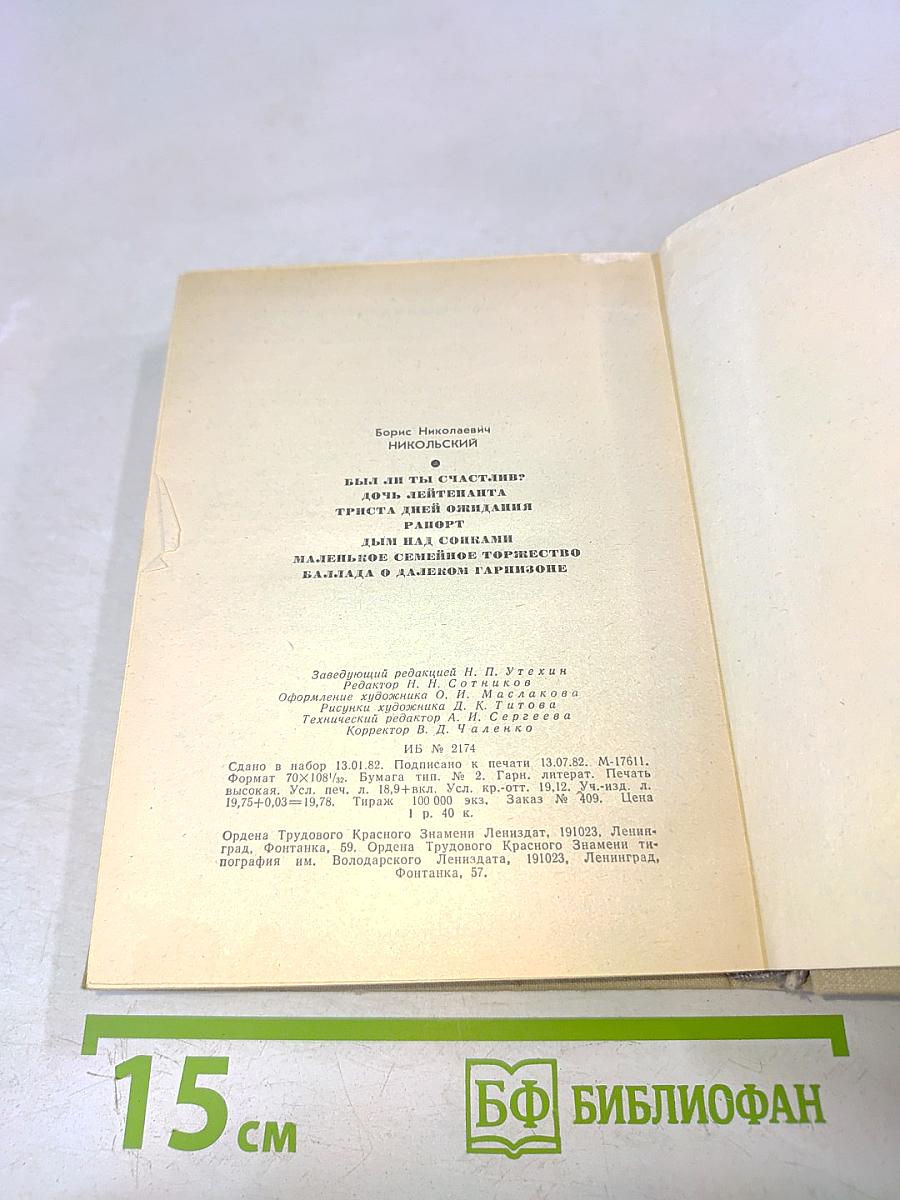 Борис Николаевич
НИКОЛЬСКИЙ
БЫЛ ЛИ ТЫ СЧАСТЛИВ?
ДОЧЬ ЛЕЙТЕНАНТА
ТРИСТА ДНЕЙ ОЖИДАНИЯ
РАПОРТ
ДЫМ НАД СОПКАМИ
МАЛЕНЬКОЕ СЕМЕЙНОЕ ТОРЖЕСТВО
БАЛЛАДА О ДАЛЕКОМ ГАРНИЗОНЕ
Заведующий редакцией Н. П. Утехин
Редактор Н. Н. Сотников
Оформление художника О. И. Маслакова
Рисунки художника Д. К. Титова
Технический редактор А. И. Сергеева
Корректор В. Д. Чаленко
ИБ № 2174
Сдано в набор 13.01.82. Подписано к печати 13.07.82. М-17611.
Формат 70×108¹/₃₂. Бумага тип. № 2. Гарн. литерат. Печать
высокая. Усл. печ. л. 18,9+вкл. Усл. кр.-отт. 19,12. Уч.-изд. л.
19,75+0,03=19,78. Тираж 100 000 экз. Заказ № 409. Цена
1 р. 40 к.
Ордена Трудового Красного Знамени Лениздат, 191023, Ленин-
град, Фонтанка, 59. Ордена Трудового Красного Знамени ти-
пография им. Володарского Лениздата, 191023, Ленинград,
Фонтанка, 57.
15 см
БФ БИБЛИОФАН